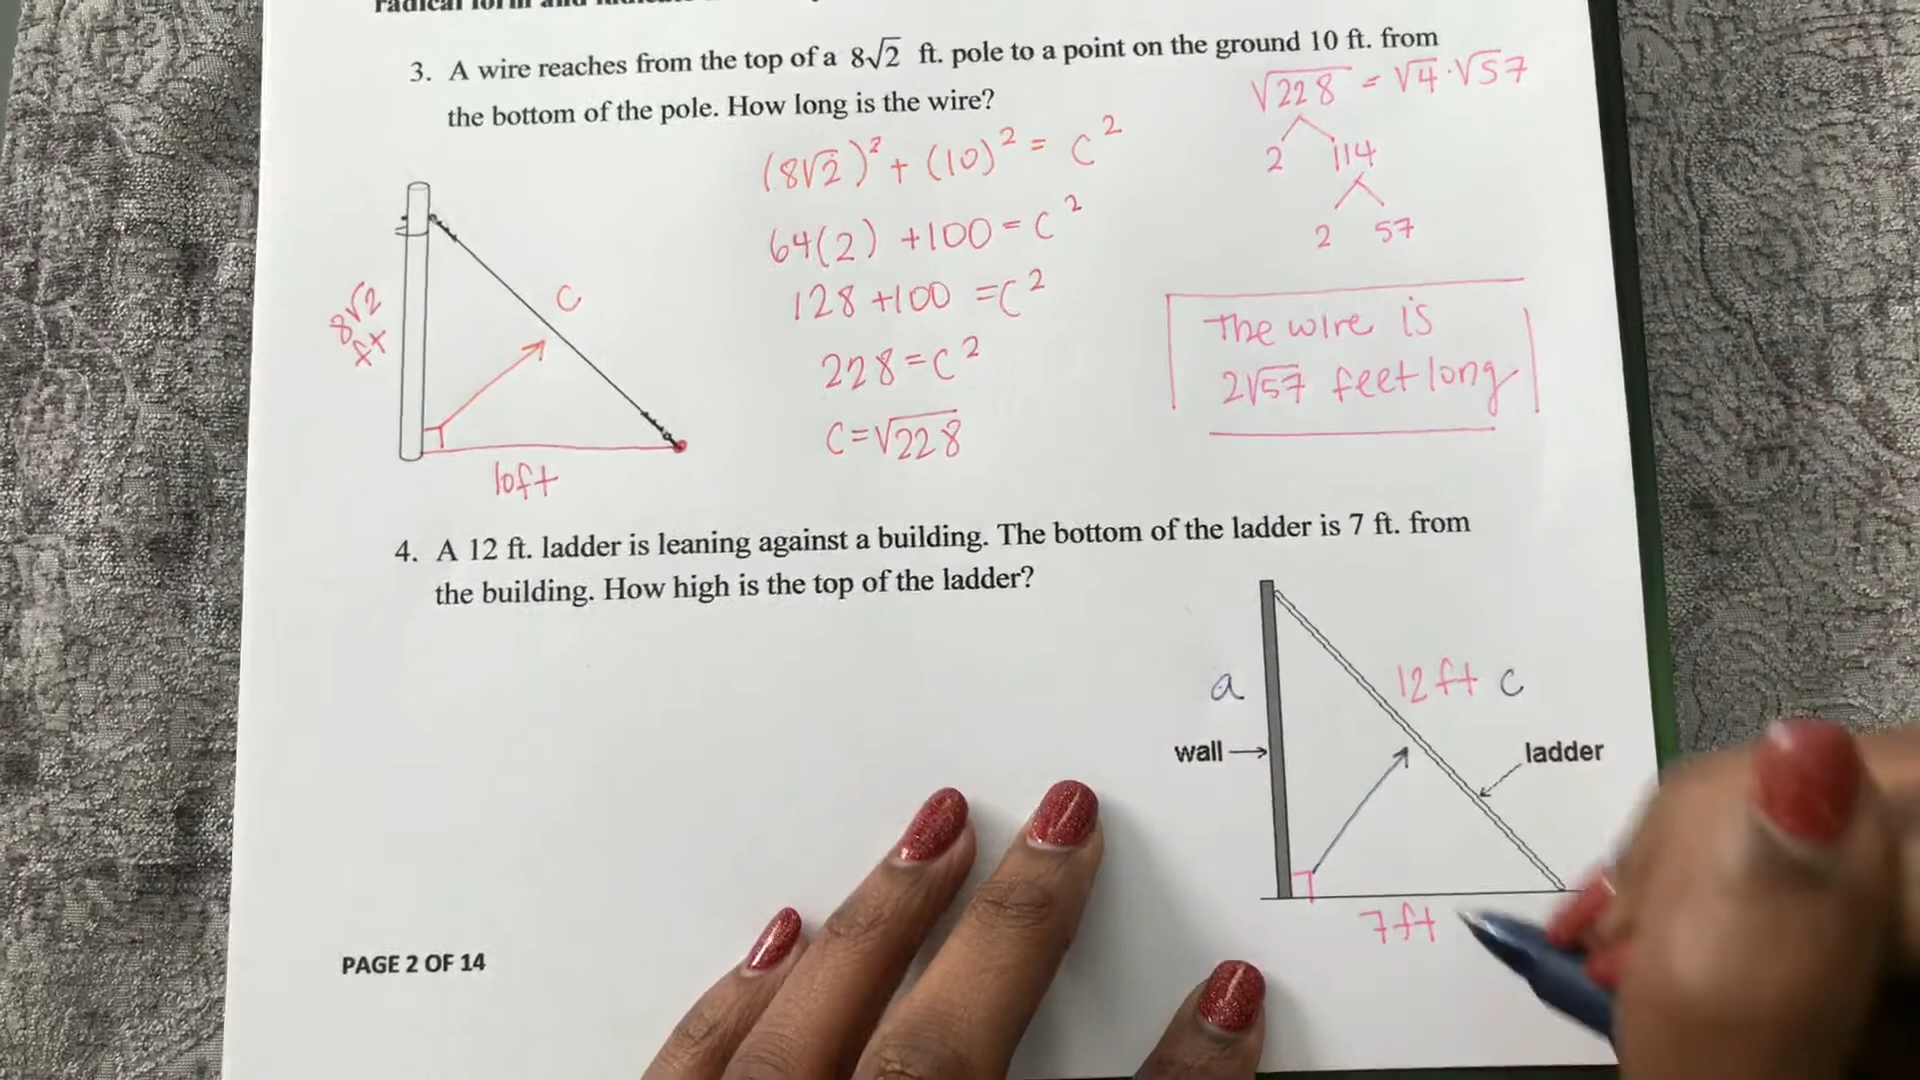 3. A wire reaches from the top of a 8√2 ft. pole to a point on the ground 10 ft. from
the bottom of the pole. How long is the wire?
√228 = √4·√57
2 114
2 57
(8√2)² + (10)² = c²
64(2) +100 = c²
128 +100 = c²
228 = c²
c = √228
8√2
ft
c
10ft
The wire is
2√57 feet long
4. A 12 ft. ladder is leaning against a building. The bottom of the ladder is 7 ft. from
the building. How high is the top of the ladder?
a
12ft c
wall
ladder
7ft
PAGE 2 OF 14